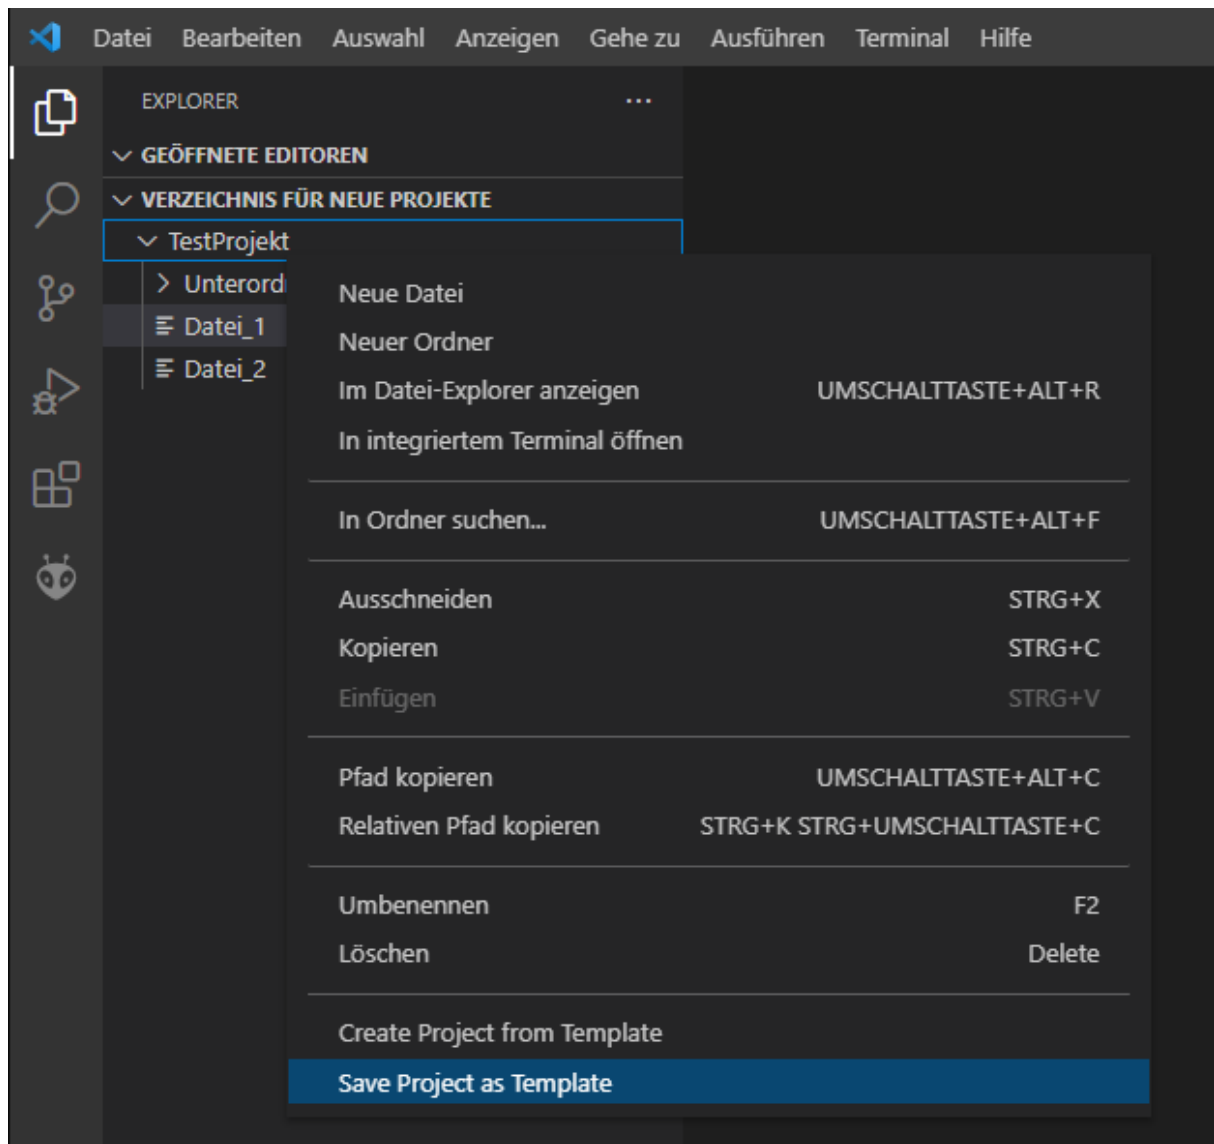 Datei Bearbeiten Auswahl Anzeigen Gehe zu Ausführen Terminal Hilfe
EXPLORER ...
GEÖFFNETE EDITOREN
VERZEICHNIS FÜR NEUE PROJEKTE
TestProjekt
Unterord
Datei_1
Datei_2
Neue Datei
Neuer Ordner
Im Datei-Explorer anzeigen UMSCHALTTASTE+ALT+R
In integriertem Terminal öffnen
In Ordner suchen... UMSCHALTTASTE+ALT+F
Ausschneiden STRG+X
Kopieren STRG+C
Einfügen STRG+V
Pfad kopieren UMSCHALTTASTE+ALT+C
Relativen Pfad kopieren STRG+K STRG+UMSCHALTTASTE+C
Umbenennen F2
Löschen Delete
Create Project from Template
Save Project as Template